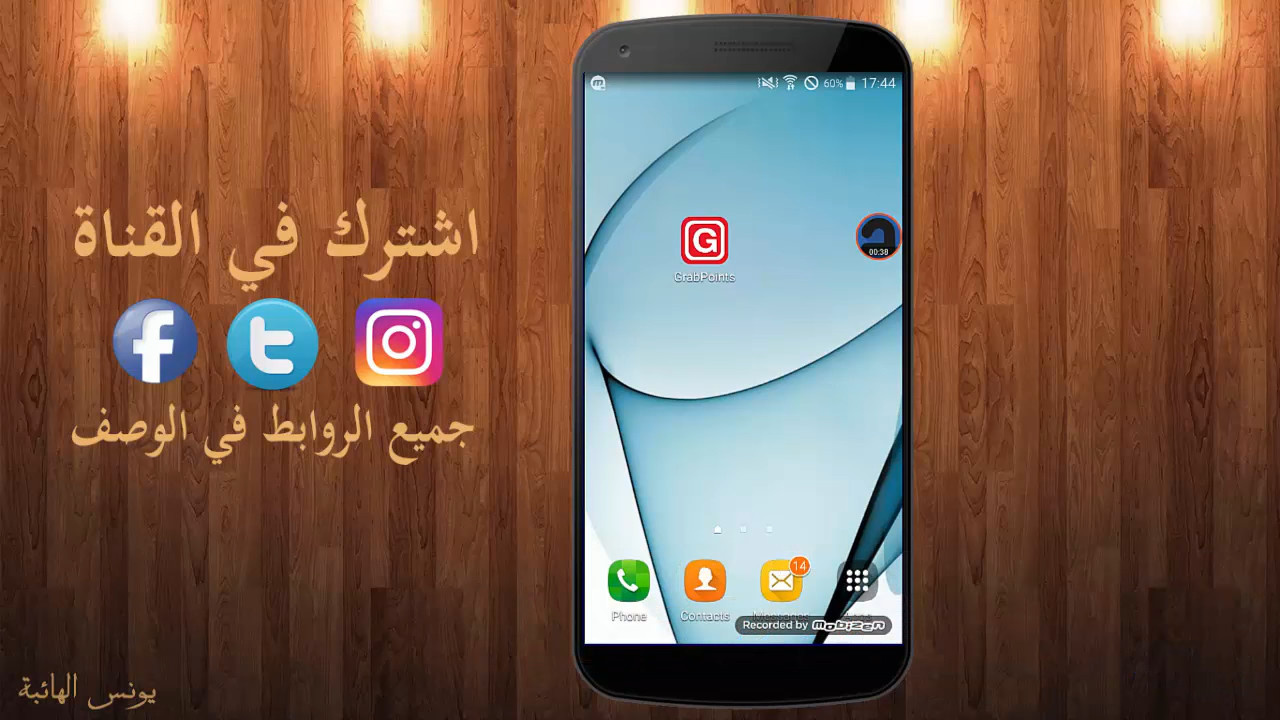 اشترك في القناة
جميع الروابط في الوصف
يونس الهائبة
60% 17:44
G
GrabPoints
00:38
14
Phone
Contacts
Recorded by mobizen